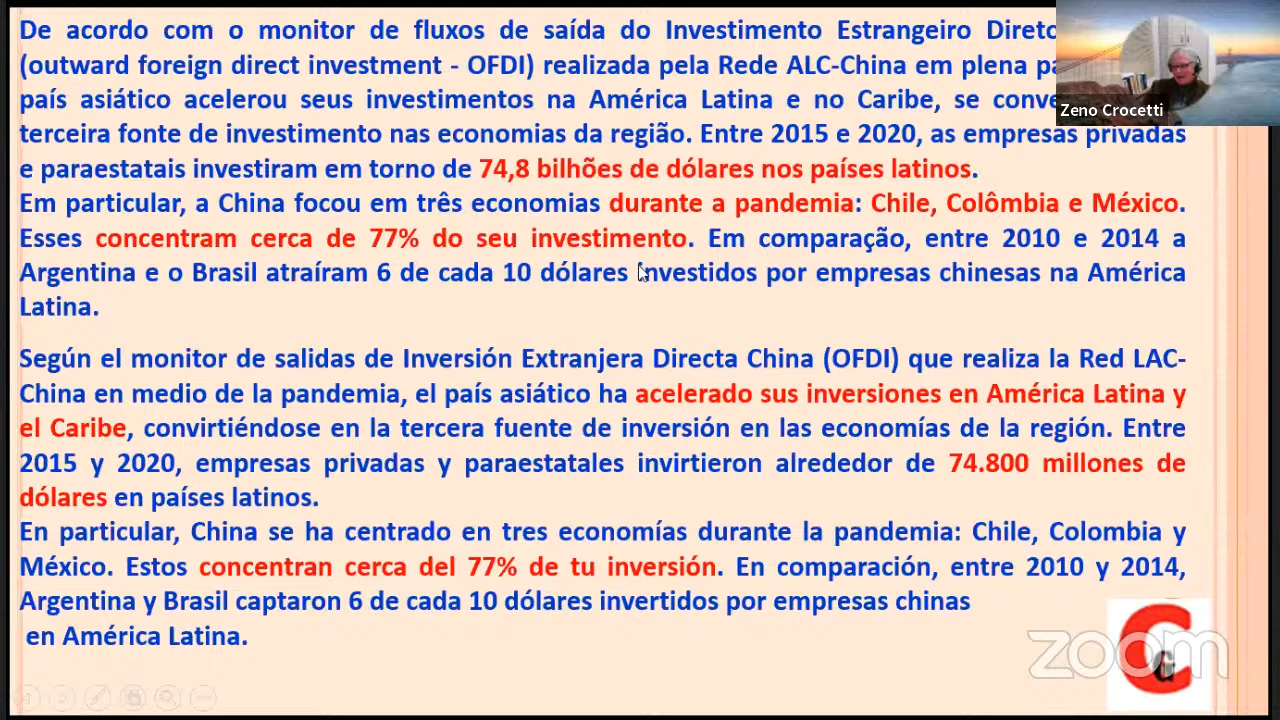 De acordo com o monitor de fluxos de saída do Investimento Estrangeiro
(outward foreign direct investment - OFDI) realizada pela Rede ALC-China em plena
país asiático acelerou seus investimentos na América Latina e no Caribe, se
terceira fonte de investimento nas economias da região. Entre 2015 e 2020, as empresas privadas
e paraestatais investiram em torno de 74,8 bilhões de dólares nos países latinos.
Em particular, a China focou em três economias durante a pandemia: Chile, Colômbia e México.
Esses concentram cerca de 77% do seu investimento. Em comparação, entre 2010 e 2014 a
Argentina e o Brasil atraíram 6 de cada 10 dólares investidos por empresas chinesas na América
Latina.
Según el monitor de salidas de Inversión Extranjera Directa China (OFDI) que realiza la Red LAC-
China en medio de la pandemia, el país asiático ha acelerado sus inversiones en América Latina y
el Caribe, convirtiéndose en la tercera fuente de inversión en las economías de la región. Entre
2015 y 2020, empresas privadas y paraestatales invirtieron alrededor de 74.800 millones de
dólares en países latinos.
En particular, China se ha centrado en tres economías durante la pandemia: Chile, Colombia y
México. Estos concentran cerca del 77% de tu inversión. En comparación, entre 2010 y 2014,
Argentina y Brasil captaron 6 de cada 10 dólares invertidos por empresas chinas
en América Latina.
Zeno Crocetti
zoom